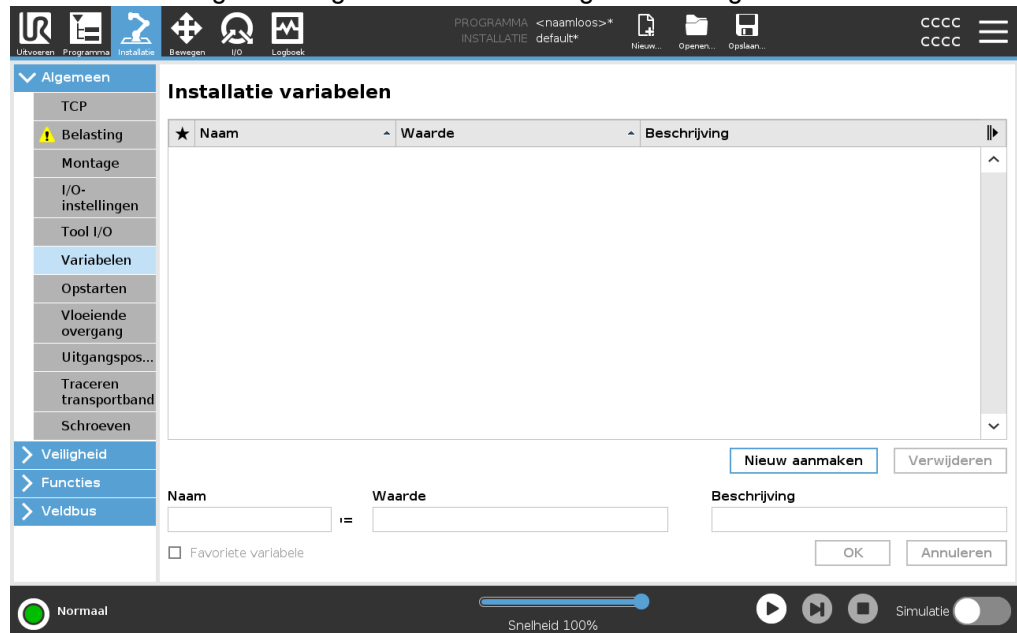 PROGRAMMA <naamloos>*
INSTALLATIE default*
UR
Uitvoeren Programma Installatie Bewegen I/O Logboek
Nieuw... Openen... Opslaan...
CCCC
CCCC
Algemeen
TCP
Belasting
Montage
I/O-
instellingen
Tool I/O
Variabelen
Opstarten
Vloeiende
overgang
Uitgangspos...
Traceren
transportband
Schroeven
Veiligheid
Functies
Veldbus
Installatie variabelen
Naam Waarde Beschrijving
Nieuw aanmaken Verwijderen
Naam Waarde Beschrijving
:=
Favoriete variabele
OK Annuleren
Normaal
Snelheid 100%
Simulatie